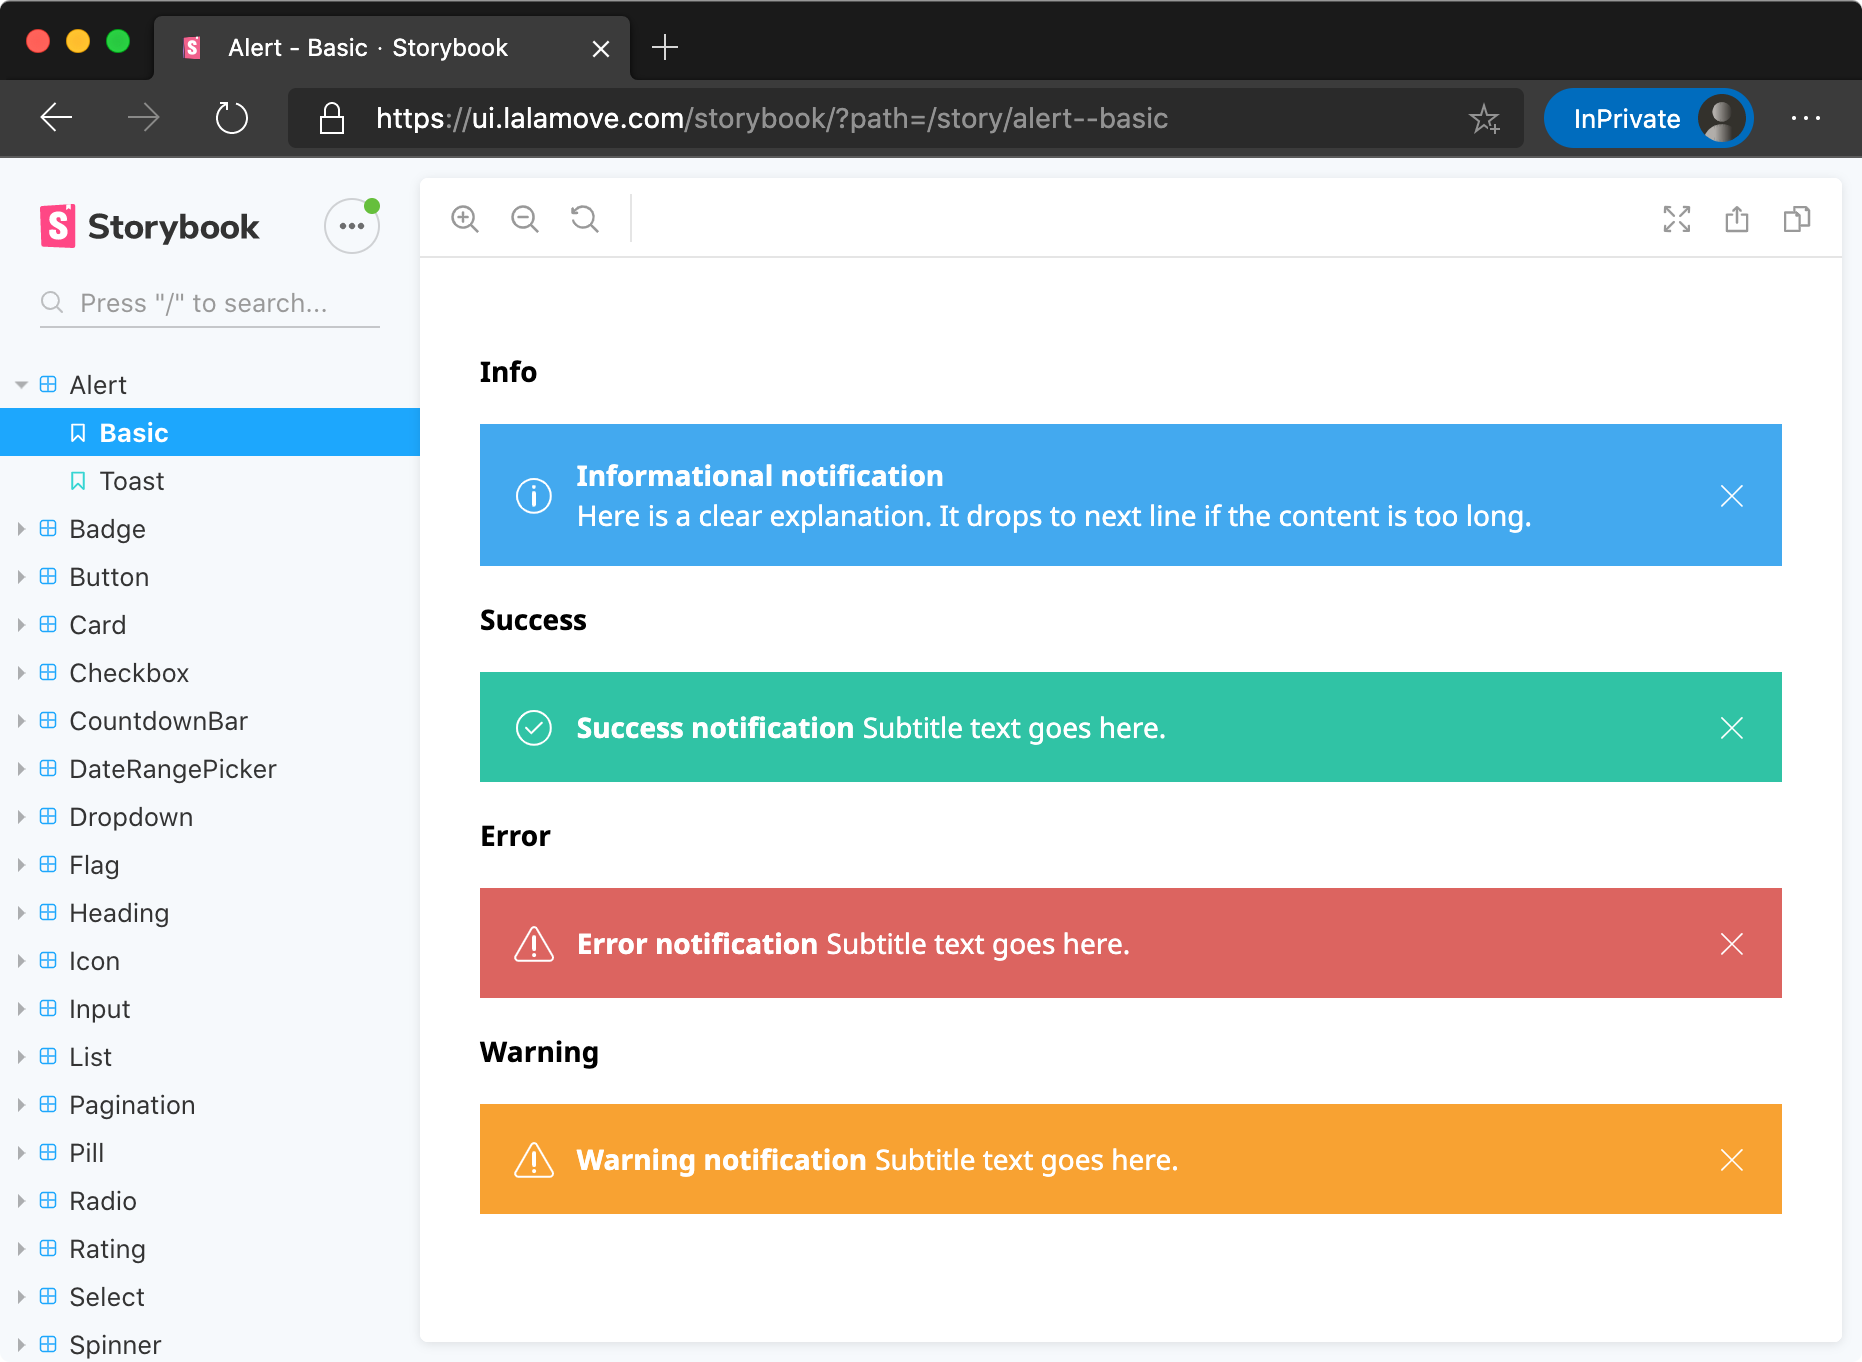 Alert - Basic · Storybook
https://ui.lalamove.com/storybook/?path=/story/alert--basic
InPrivate
Storybook
Press "/" to search...
Alert
Basic
Toast
Badge
Button
Card
Checkbox
CountdownBar
DateRangePicker
Dropdown
Flag
Heading
Icon
Input
List
Pagination
Pill
Radio
Rating
Select
Spinner
Info
Informational notification
Here is a clear explanation. It drops to next line if the content is too long.
Success
Success notification Subtitle text goes here.
Error
Error notification Subtitle text goes here.
Warning
Warning notification Subtitle text goes here.